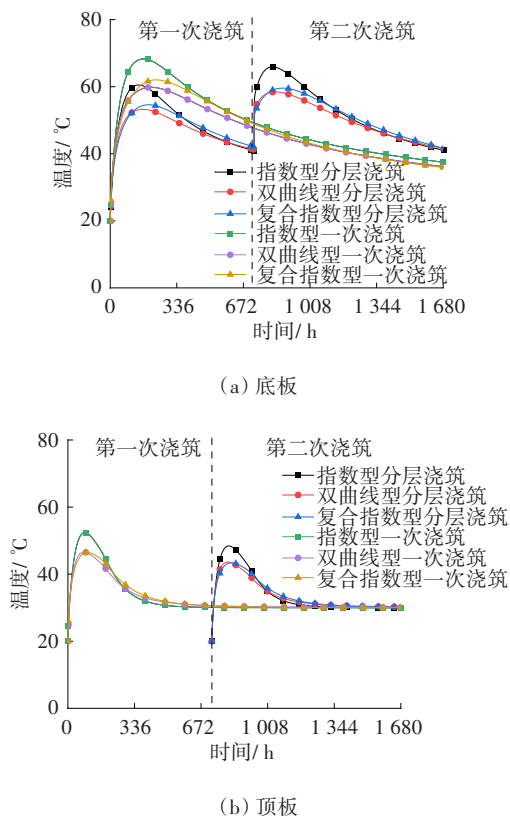 第一次浇筑 第二次浇筑
80
60
40
20
0
温度/ ℃
指数型分层浇筑
双曲线型分层浇筑
复合指数型分层浇筑
指数型一次浇筑
双曲线型一次浇筑
复合指数型一次浇筑
0 336 672 1 008 1 344 1 680
时间/ h
(a) 底板
第一次浇筑 第二次浇筑
80
60
40
20
0
温度/ ℃
指数型分层浇筑
双曲线型分层浇筑
复合指数型分层浇筑
指数型一次浇筑
双曲线型一次浇筑
复合指数型一次浇筑
0 336 672 1 008 1 344 1 680
时间/ h
(b) 顶板